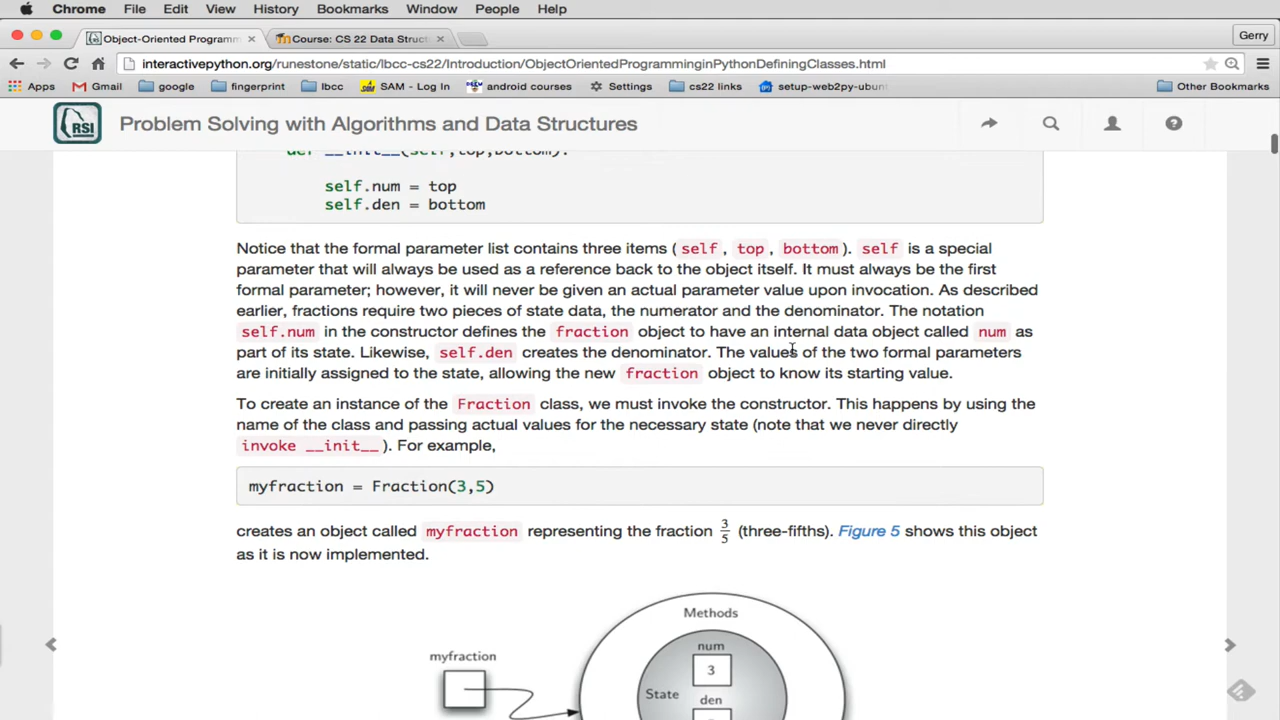 Chrome File Edit View History Bookmarks Window People Help
Object-Oriented Programm × Course: CS 22 Data Struct ×
Gerry
interactivepython.org/runestone/static/lbcc-cs22/Introduction/ObjectOrientedProgramminginPythonDefiningClasses.html
Apps Gmail google fingerprint lbcc SAM - Log In android courses Settings cs22 links setup-web2py-ubunt Other Bookmarks
RSI Problem Solving with Algorithms and Data Structures
def __init__(self,top,bottom):
self.num = top
self.den = bottom
Notice that the formal parameter list contains three items ( self , top , bottom ). self is a special
parameter that will always be used as a reference back to the object itself. It must always be the first
formal parameter; however, it will never be given an actual parameter value upon invocation. As described
earlier, fractions require two pieces of state data, the numerator and the denominator. The notation
self.num in the constructor defines the fraction object to have an internal data object called num as
part of its state. Likewise, self.den creates the denominator. The values of the two formal parameters
are initially assigned to the state, allowing the new fraction object to know its starting value.
To create an instance of the Fraction class, we must invoke the constructor. This happens by using the
name of the class and passing actual values for the necessary state (note that we never directly
invoke __init__ ). For example,
myfraction = Fraction(3,5)
creates an object called myfraction representing the fraction 3/5 (three-fifths). Figure 5 shows this object
as it is now implemented.
Methods
num
myfraction
3
State
den